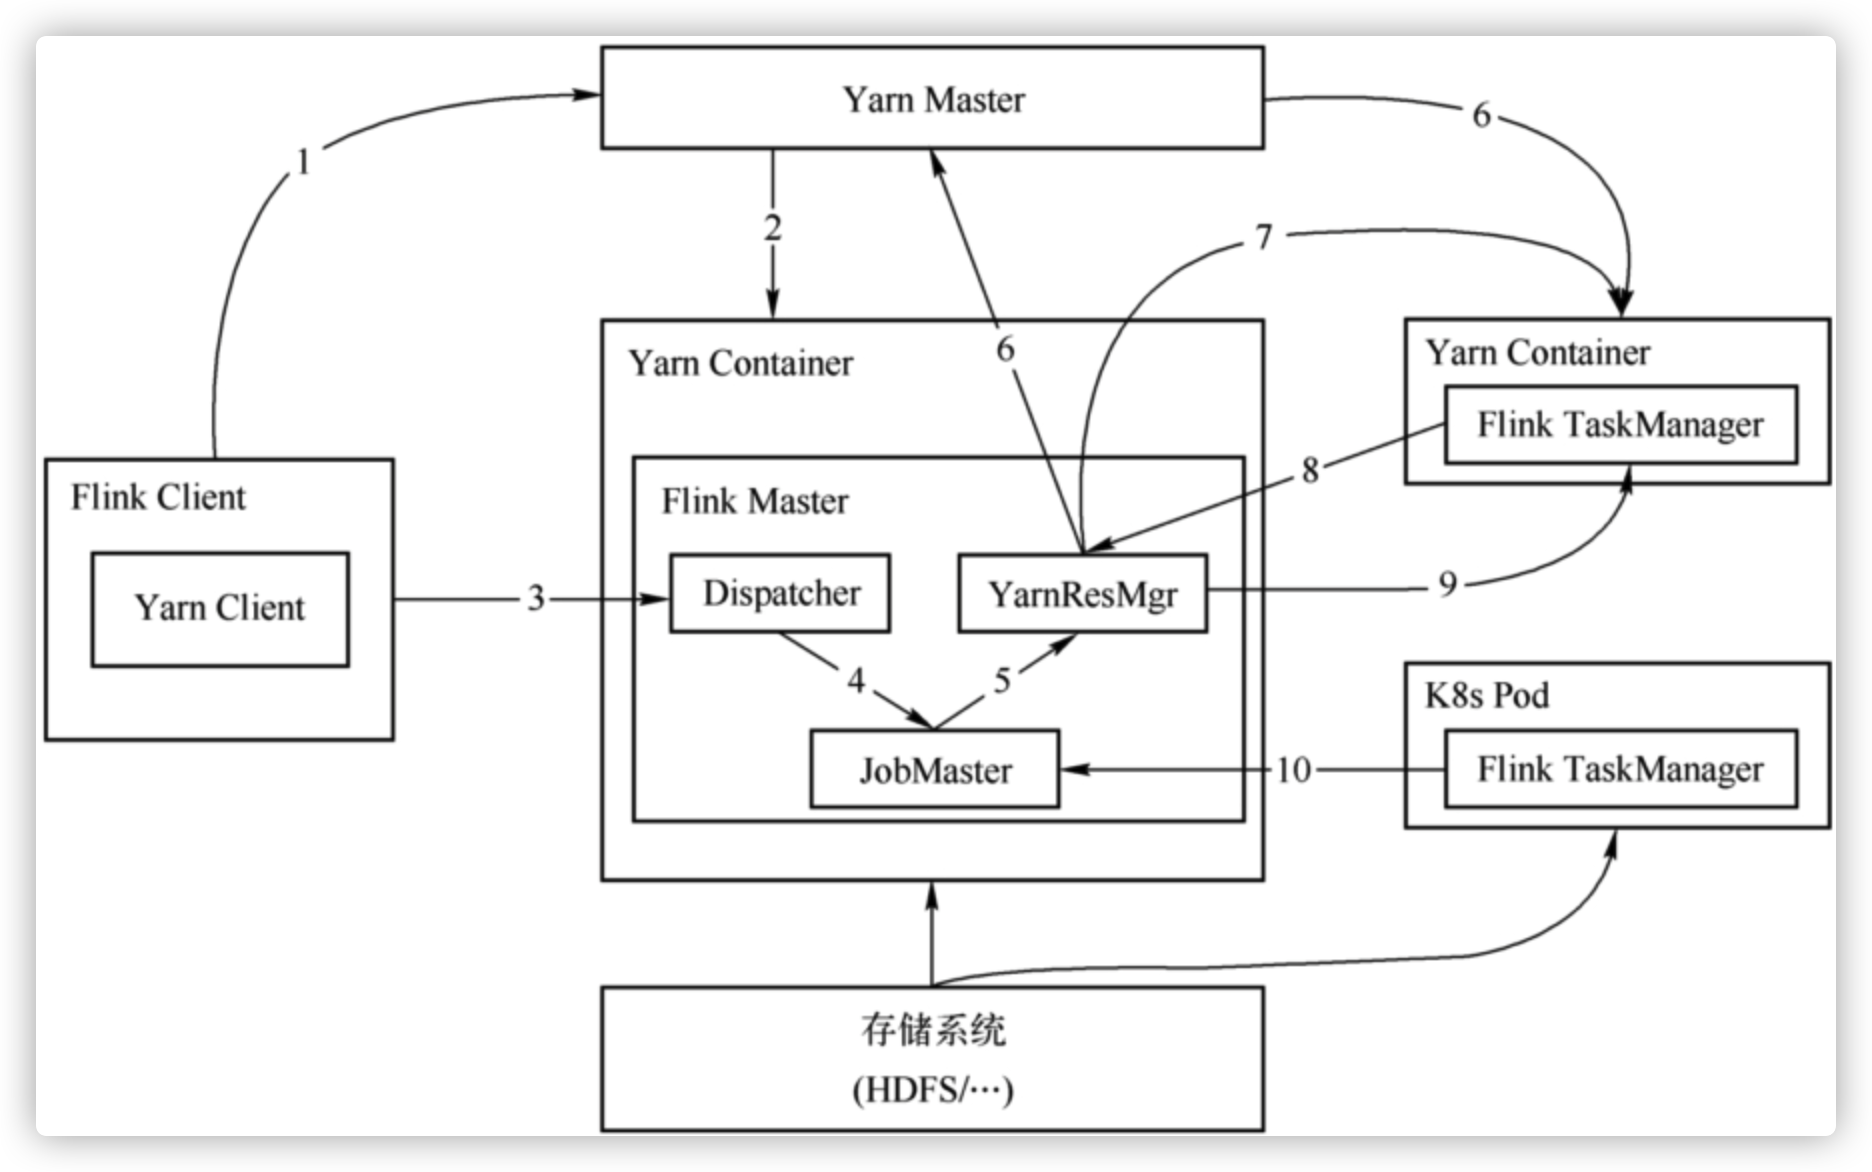 Yarn Master
6
1
2
7
6
Yarn Container
Yarn Container
Flink TaskManager
8
Flink Client
Flink Master
Yarn Client
3
Dispatcher
YarnResMgr
9
4
5
K8s Pod
JobMaster
10
Flink TaskManager
存储系统
(HDFS/···)